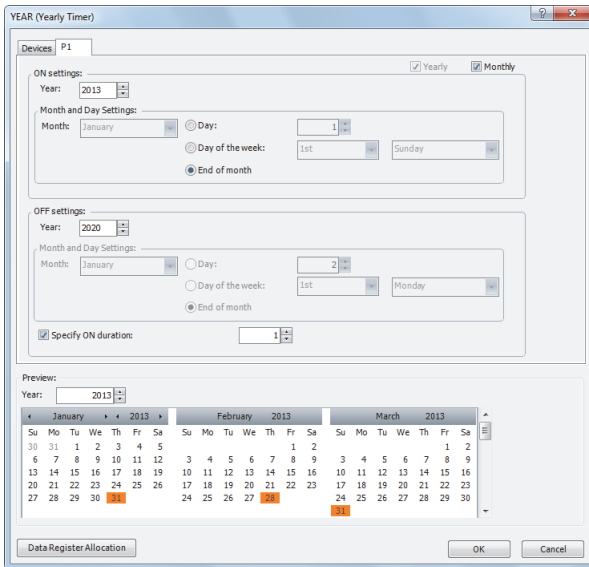 YEAR (Yearly Timer)
Devices P1
Yearly Monthly
ON settings:
Year: 2013
Month and Day Settings:
Month: January Day: 1
Day of the week: 1st Sunday
End of month
OFF settings:
Year: 2020
Month and Day Settings:
Month: January Day: 2
Day of the week: 1st Monday
End of month
Specify ON duration: 1
Preview:
Year: 2013
January 2013 February 2013 March 2013
Su Mo Tu We Th Fr Sa Su Mo Tu We Th Fr Sa Su Mo Tu We Th Fr Sa
30 31 1 2 3 4 5 1 2 1 2
6 7 8 9 10 11 12 3 4 5 6 7 8 9 3 4 5 6 7 8 9
13 14 15 16 17 18 19 10 11 12 13 14 15 16 10 11 12 13 14 15 16
20 21 22 23 24 25 26 17 18 19 20 21 22 23 17 18 19 20 21 22 23
27 28 29 30 31 24 25 26 27 28 24 25 26 27 28 29 30
31
Data Register Allocation OK Cancel